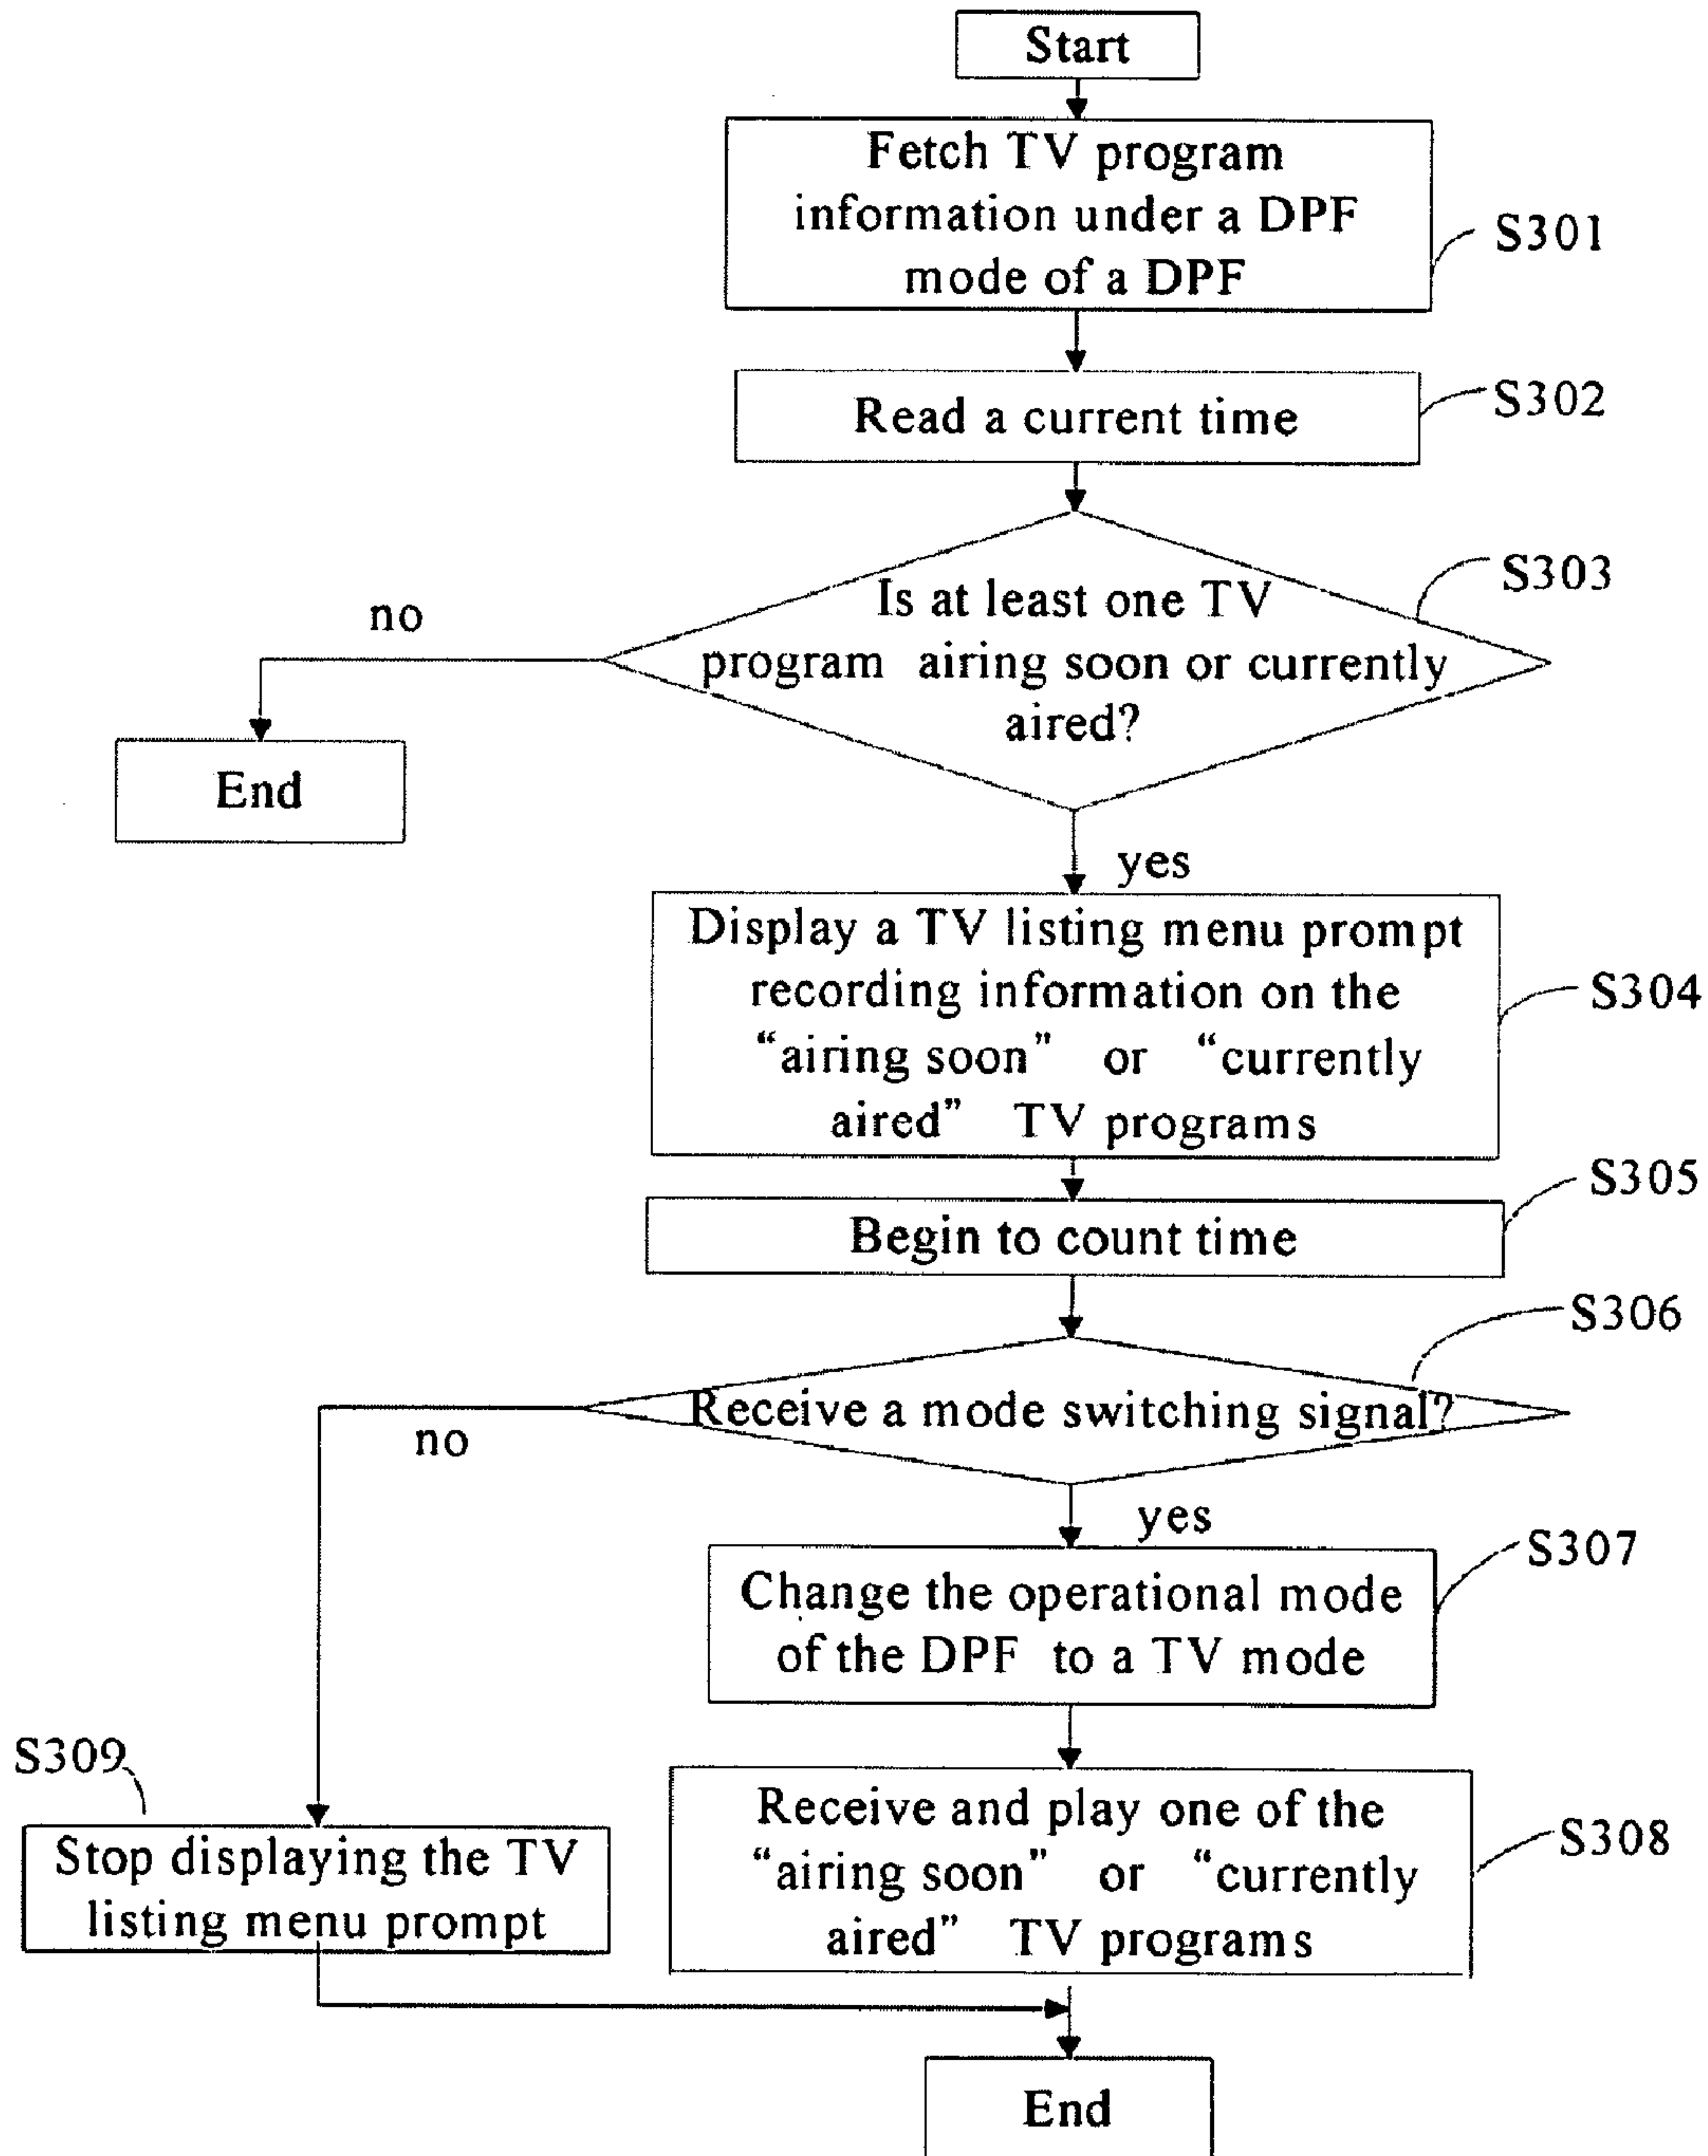 Start
Fetch TV program
information under a DPF
mode of a DPF
S301
Read a current time
S302
Is at least one TV
program airing soon or currently
aired?
S303
no
End
yes
Display a TV listing menu prompt
recording information on the
“airing soon” or “currently
aired” TV programs
S304
Begin to count time
S305
Receive a mode switching signal?
S306
no
yes
Change the operational mode
of the DPF to a TV mode
S307
S309
Stop displaying the TV
listing menu prompt
Receive and play one of the
“airing soon” or “currently
aired” TV programs
S308
End